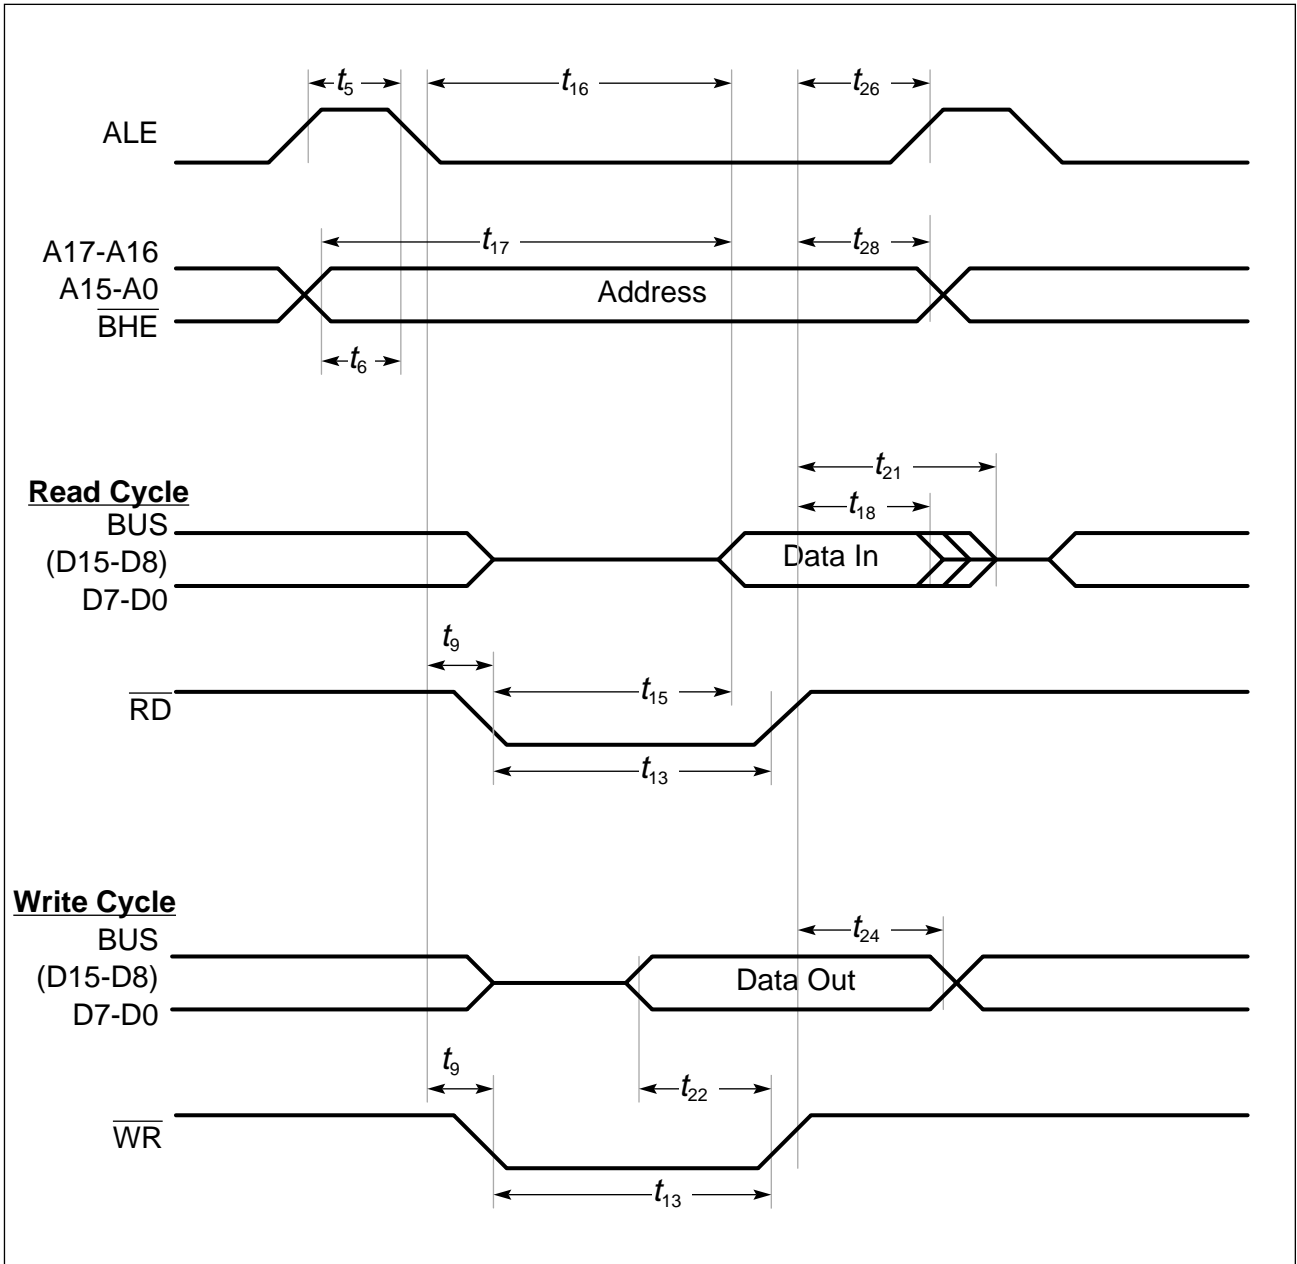 t5
t16
t26
ALE
A17-A16
t17
t28
A15-A0
Address
BHE
t6
t21
Read Cycle
t18
BUS
(D15-D8)
Data In
D7-D0
t9
t15
RD
t13
Write Cycle
t24
BUS
(D15-D8)
Data Out
D7-D0
t9
t22
WR
t13